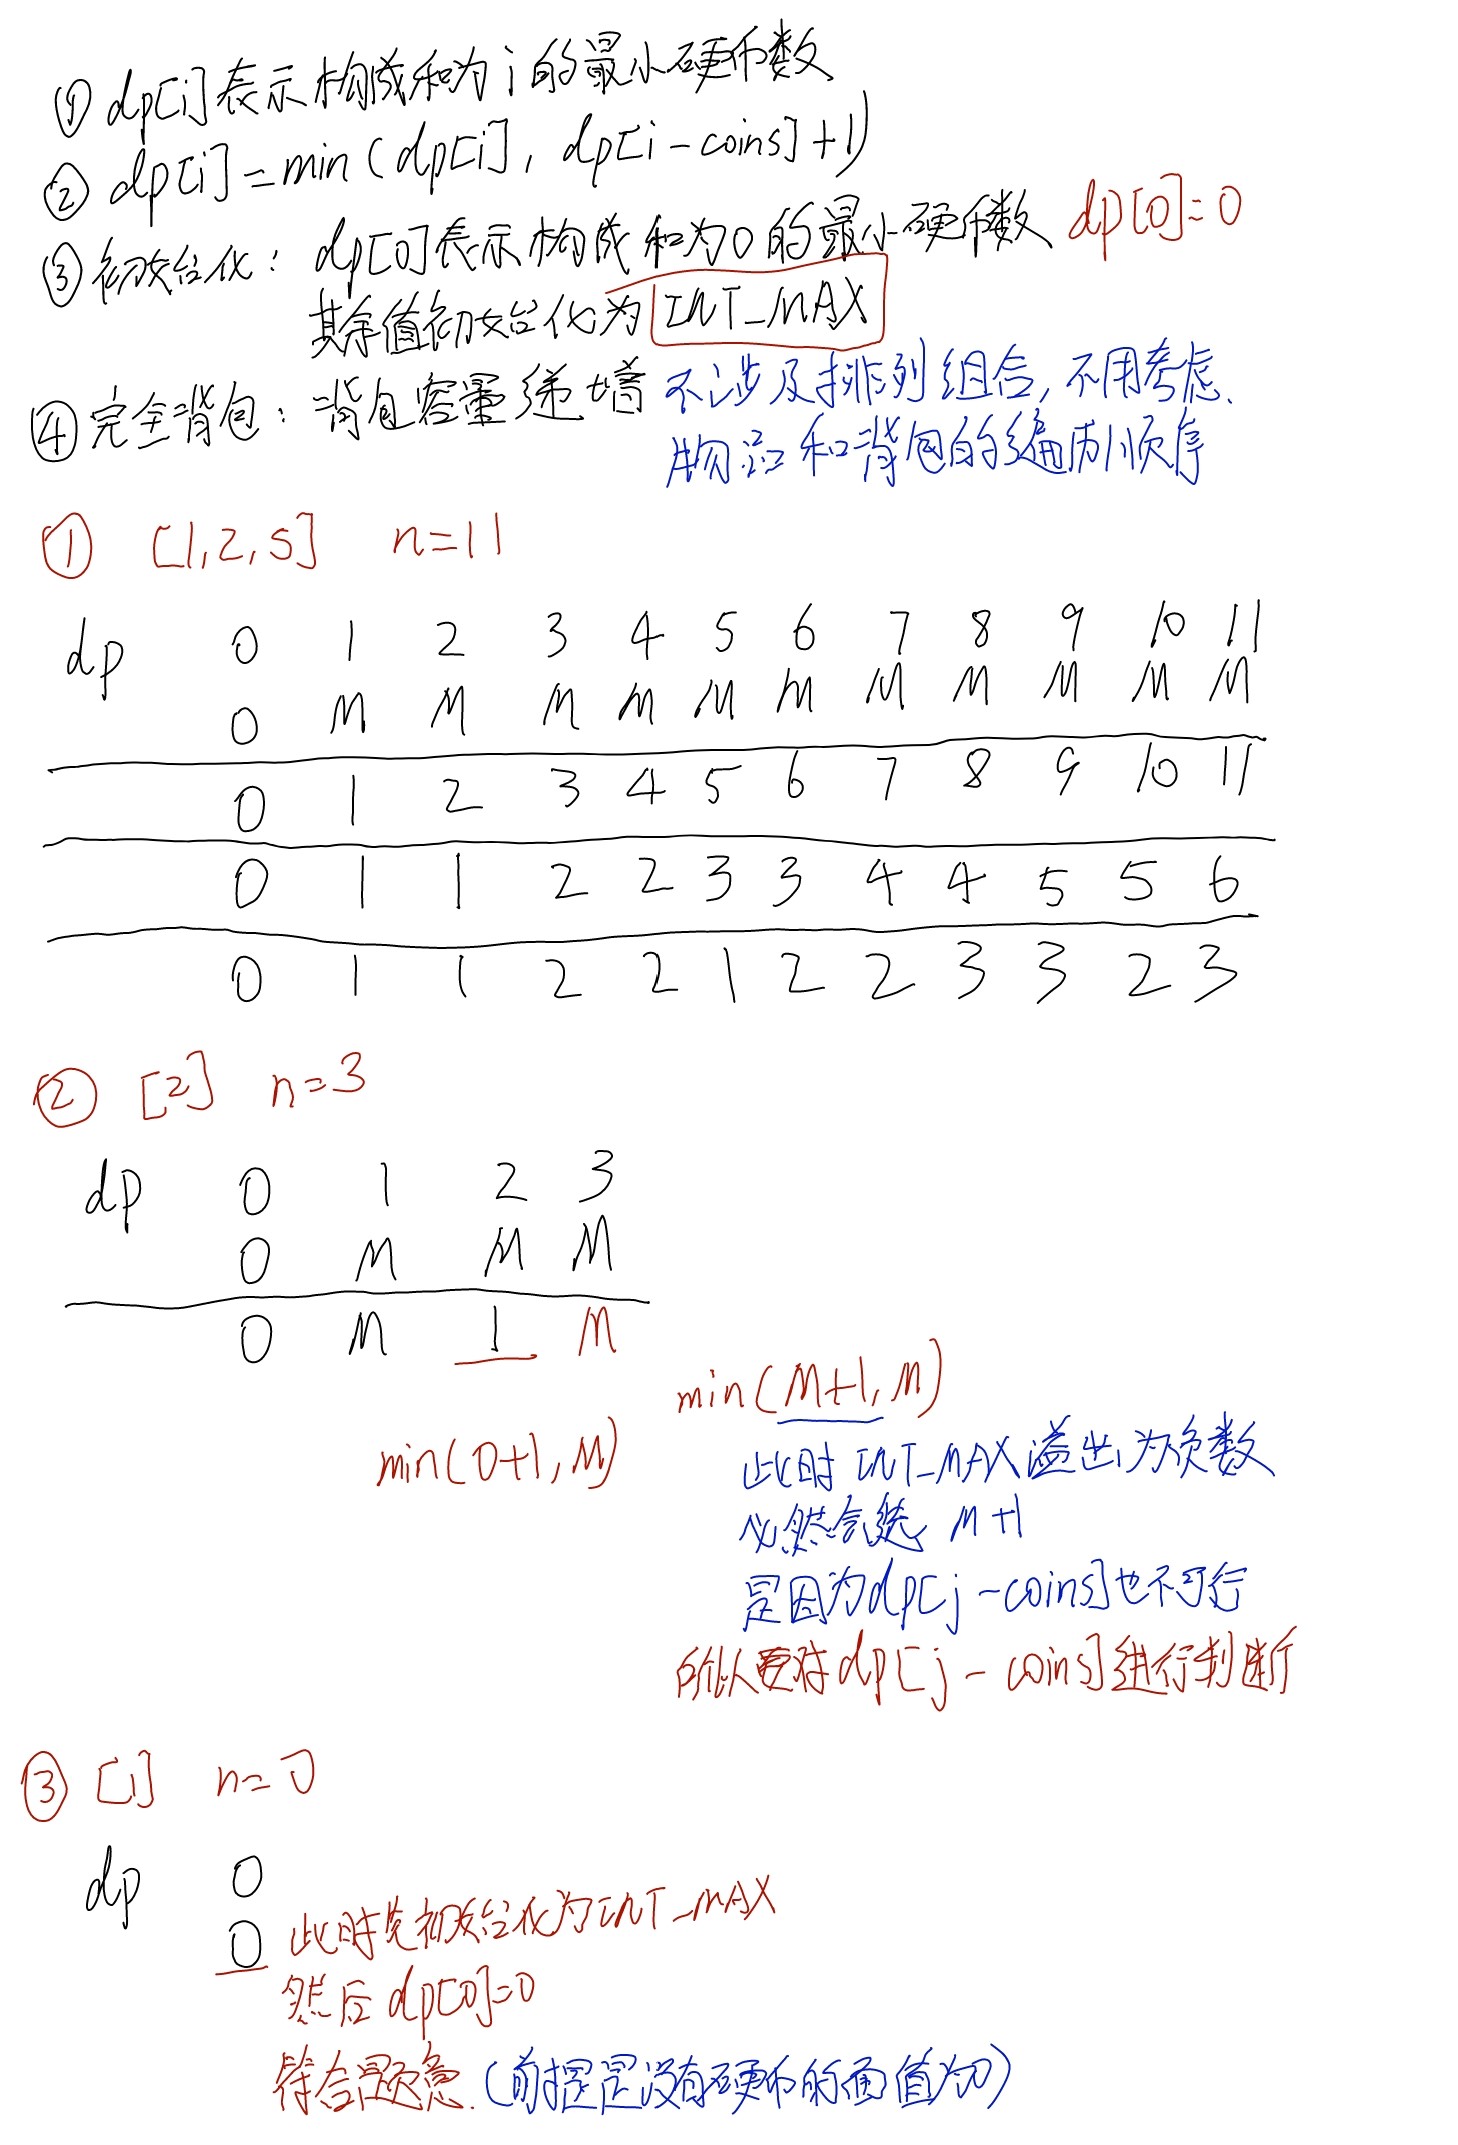 ① dp[i]表示构成和为i的最小硬币数
② dp[i]=min(dp[i], dp[i-coins]+1)
③ 初始化: dp[0]表示构成和为0的最小硬币数 dp[0]=0
其余值初始化为 INT_MAX
④ 完全背包: 背包容量递增 不涉及排列组合,不用考虑.
物品和背包的遍历顺序
① [1,2,5] n=11
dp 0 1 2 3 4 5 6 7 8 9 10 11
0 M M M M M M M M M M M
0 1 2 3 4 5 6 7 8 9 10 11
0 1 1 2 2 3 3 4 4 5 5 6
0 1 1 2 2 1 2 2 3 3 2 3
② [2] n=3
dp 0 1 2 3
0 M M M
0 M 1 M
min(M+1, M)
min(0+1, M)
此时 INT_MAX溢出,为负数
必然会选 M+1
是因为dp[j-coins]也不可行
所以要对dp[j-coins]进行判断
③ [1] n=0
dp 0
0 此时先初始化为INT_MAX
然后dp[0]=0
符合题意.(前提是没有硬币的面值为0)